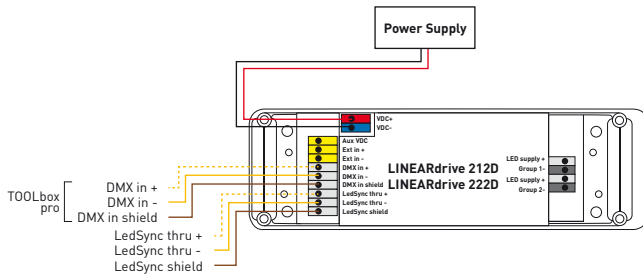 Power Supply
VDC+
VDC-
Aux VDC
Ext in +
Ext in -
DMX in +
DMX in -
DMX in shield
LedSync thru +
LedSync thru -
LedSync shield
LINEARdrive 212D
LINEARdrive 222D
LED supply +
Group 1-
LED supply +
Group 2-
TOOLbox
pro
DMX in +
DMX in -
DMX in shield
LedSync thru +
LedSync thru -
LedSync shield